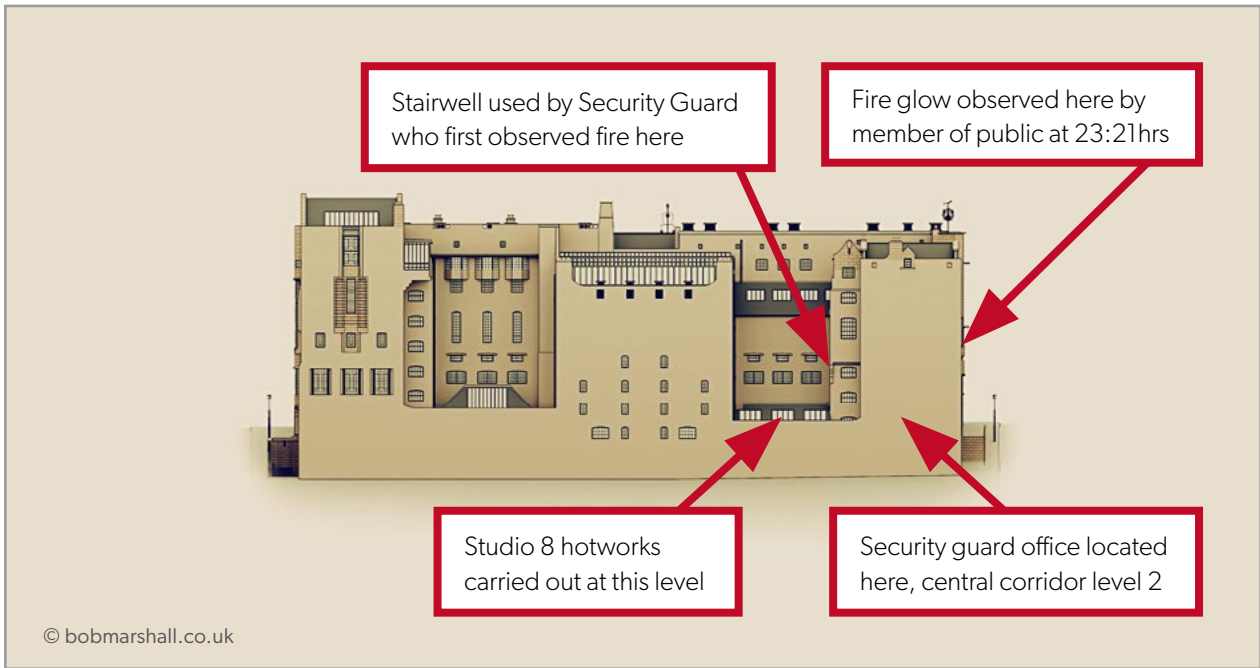 Stairwell used by Security Guard
who first observed fire here
Fire glow observed here by
member of public at 23:21hrs
Studio 8 hotworks
carried out at this level
Security guard office located
here, central corridor level 2
© bobmarshall.co.uk